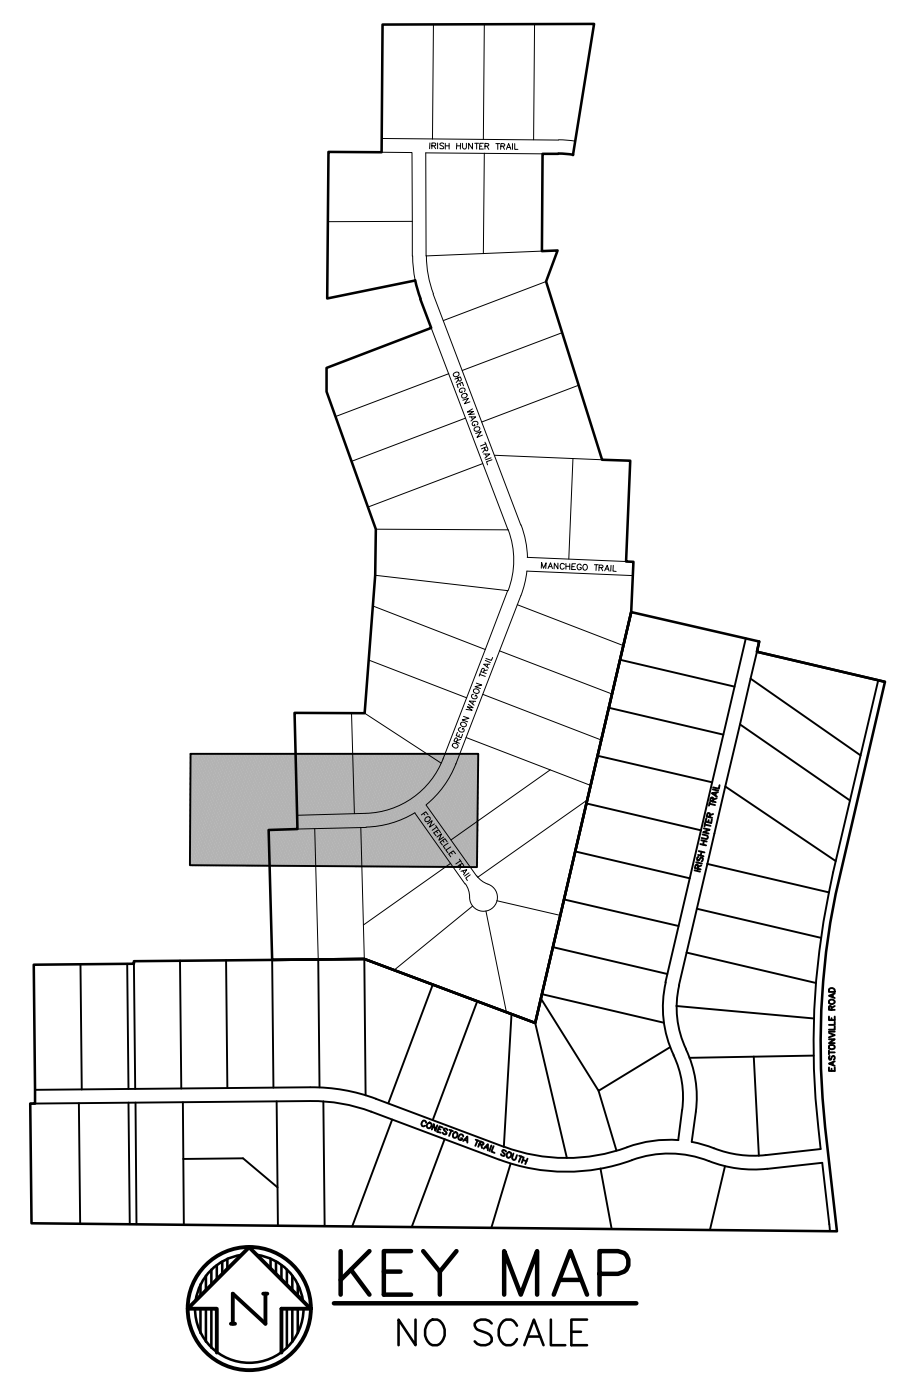 IRISH HUNTER TRAIL
OREGON WAGON TRAIL
MANCHEGO TRAIL
OREGON WAGON TRAIL
FONTENELLE TRAIL
IRISH HUNTER TRAIL
EASTONVILLE ROAD
CONESTOGA TRAIL SOUTH
N
KEY MAP
NO SCALE